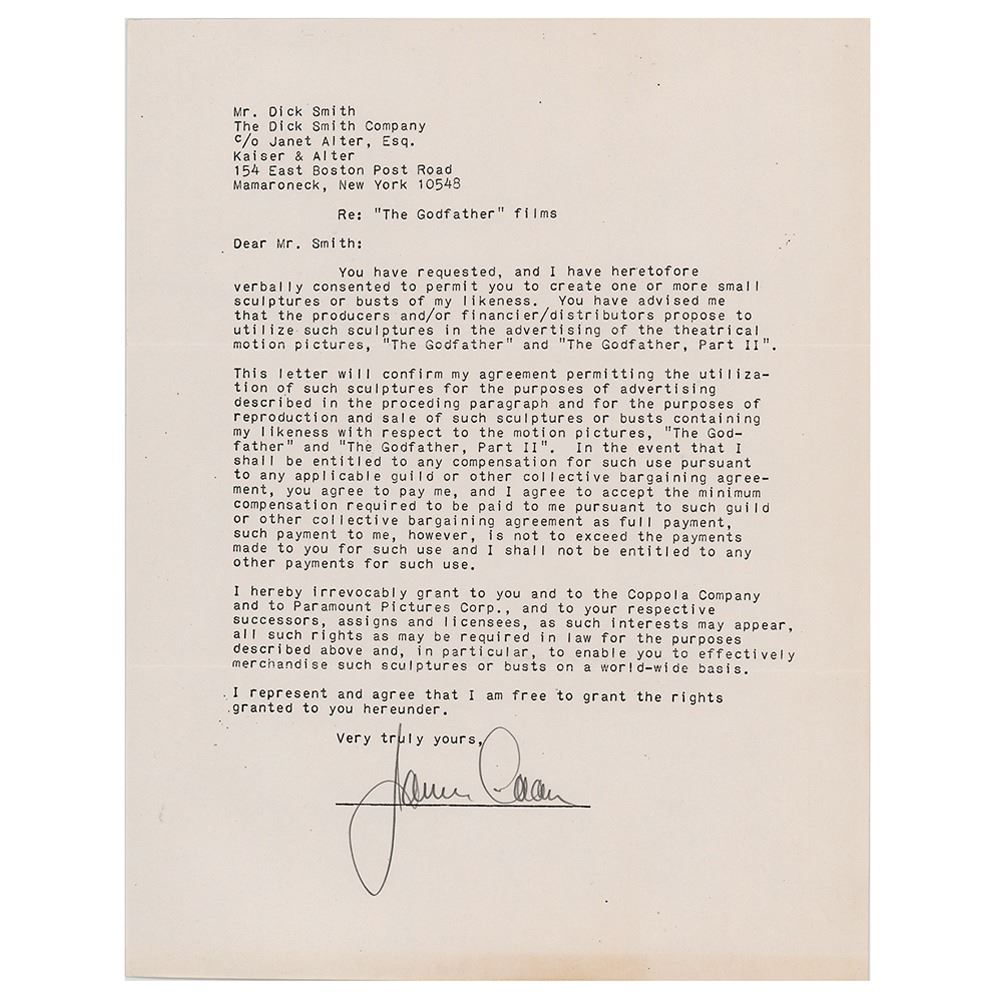 Mr. Dick Smith
The Dick Smith Company
c/o Janet Alter, Esq.
Kaiser & Alter
154 East Boston Post Road
Mamaroneck, New York 10543
Re: "The Godfather" films
Dear Mr. Smith:
You have requested, and I have heretofore
verbally consented to permit you to create one or more small
sculptures or busts of my likeness. You have advised me
that the producers and/or financier/distributors propose to
utilize such sculptures in the advertising of the theatrical
motion pictures, "The Godfather" and "The Godfather, Part II".
This letter will confirm my agreement permitting the utiliza-
tion of such sculptures for the purposes of advertising
described in the proceding paragraph and for the purposes of
reproduction and sale of such sculptures or busts containing
my likeness with respect to the motion pictures, "The God-
father" and "The Godfather, Part II". In the event that I
shall be entitled to any compensation for such use pursuant
to any applicable guild or other collective bargaining agree-
ment, you agree to pay me, and I agree to accept the minimum
compensation required to be paid to me pursuant to such guild
or other collective bargaining agreement as full payment,
such payment to me, however, is not to exceed the payments
made to you for such use and I shall not be entitled to any
other payments for such use.
I hereby irrevocably grant to you and to the Coppola Company
and to Paramount Pictures Corp., and to your respective
successors, assigns and licensees, as such interests may appear,
all such rights as may be required in law for the purposes
described above and, in particular, to enable you to effectively
merchandise such sculptures or busts on a world-wide basis.
I represent and agree that I am free to grant the rights
granted to you hereunder.
Very truly yours,
James Caan